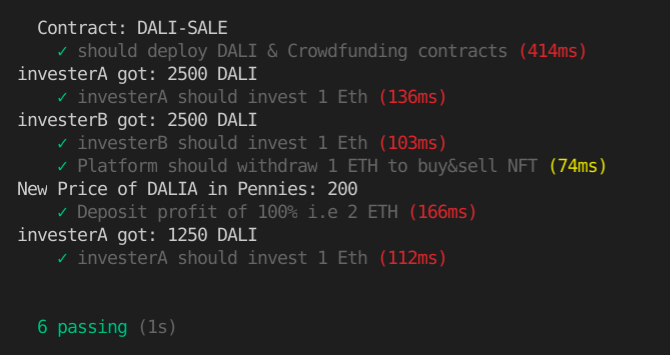 Contract: DALI-SALE
✓ should deploy DALI & Crowdfunding contracts (414ms)
investerA got: 2500 DALI
✓ investerA should invest 1 Eth (136ms)
investerB got: 2500 DALI
✓ investerB should invest 1 Eth (103ms)
✓ Platform should withdraw 1 ETH to buy&sell NFT (74ms)
New Price of DALIA in Pennies: 200
✓ Deposit profit of 100% i.e 2 ETH (166ms)
investerA got: 1250 DALI
✓ investerA should invest 1 Eth (112ms)
6 passing (1s)